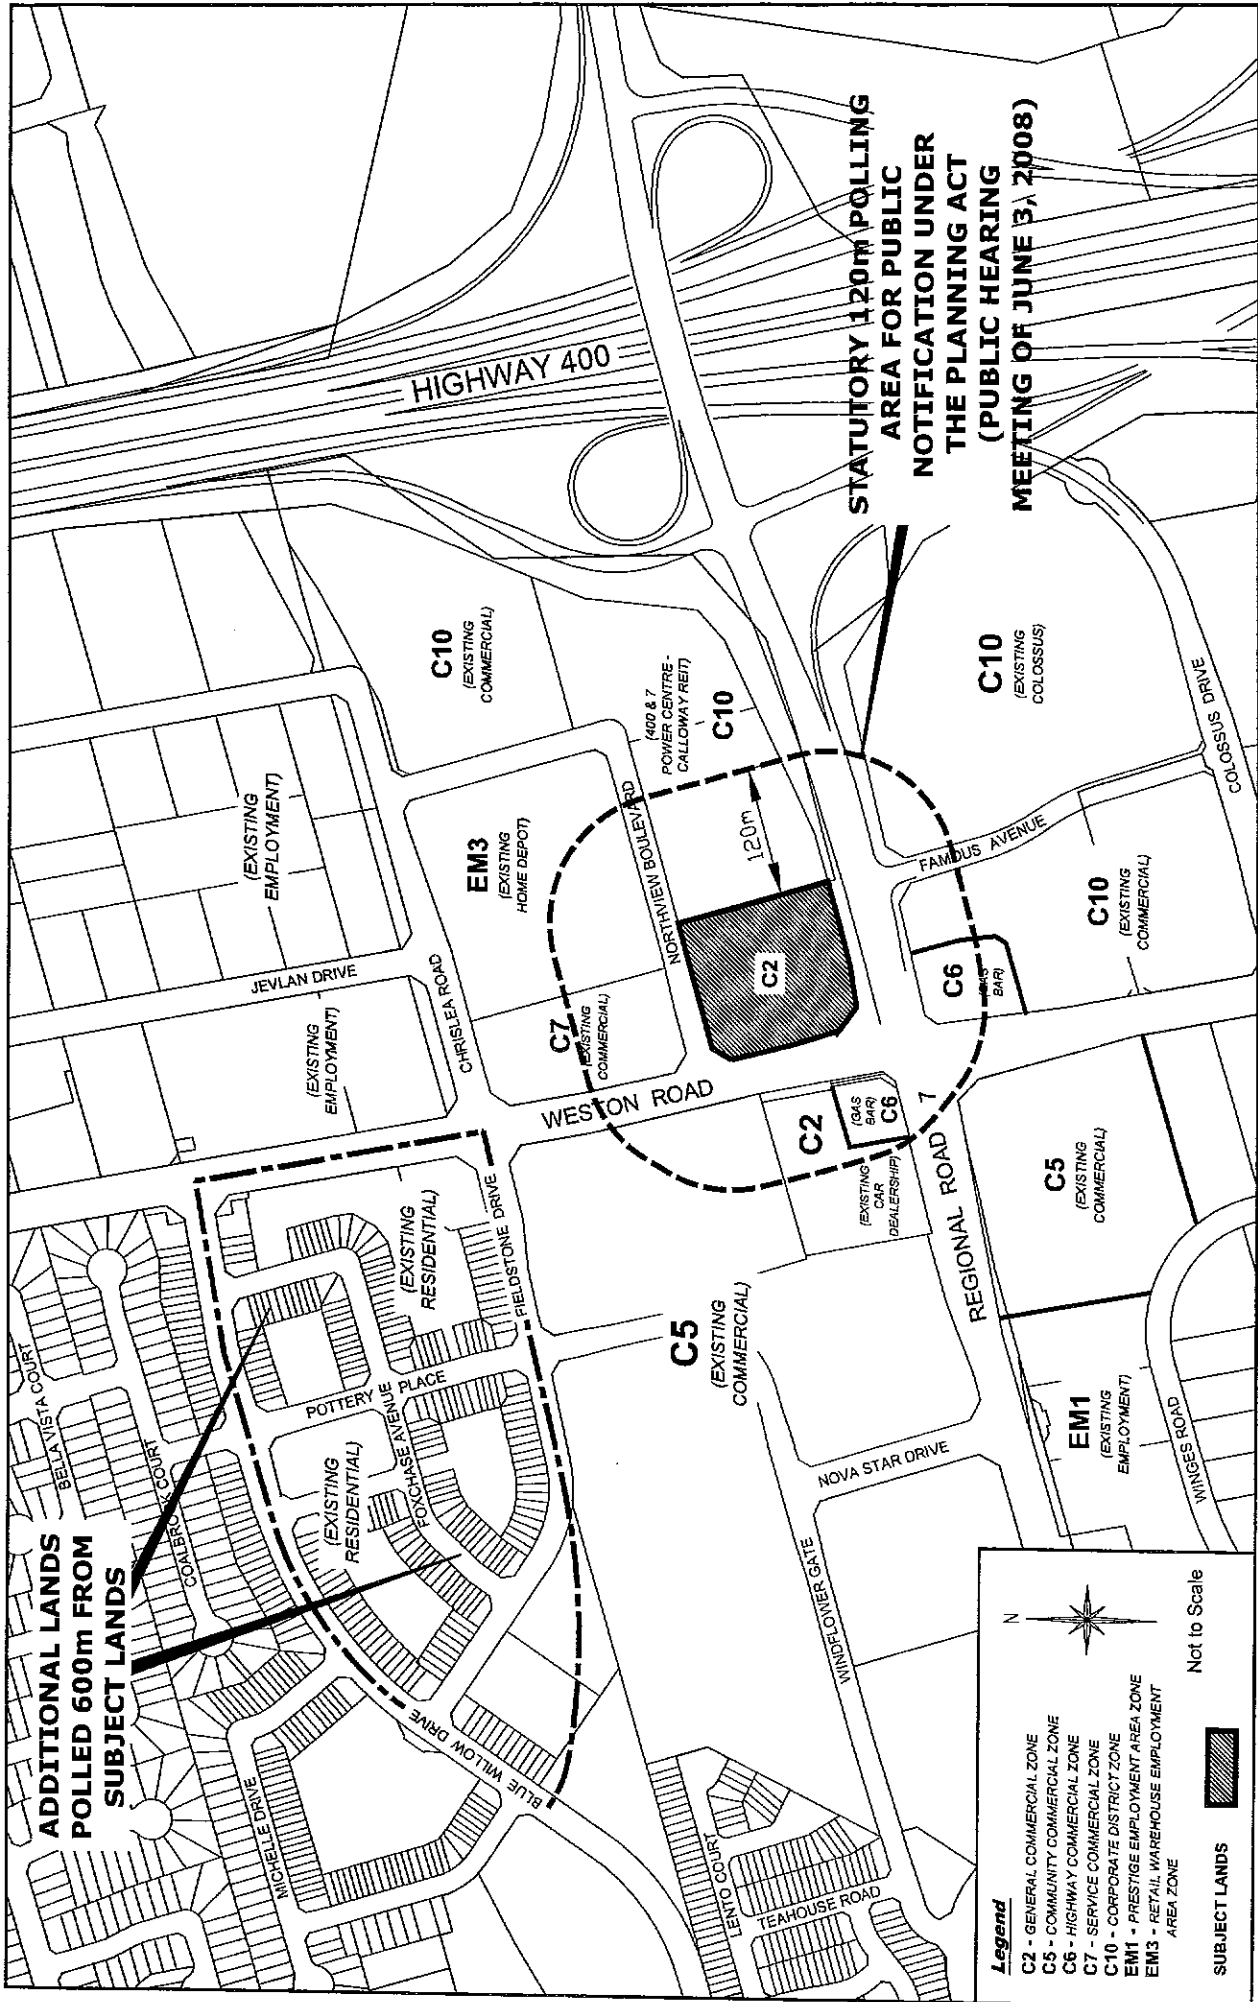 ADDITIONAL LANDS
POLLED 600m FROM
SUBJECT LANDS
BELLA VISTA COURT
COALBROOK COURT
MICHELLE DRIVE
BLUE WILLOW DRIVE
POTTERY PLACE
FOXCHASE AVENUE
(EXISTING
RESIDENTIAL)
(EXISTING
RESIDENTIAL)
FIELDSTONE DRIVE
LENTO COURT
TEAHOUSE ROAD
WINDFLOWER GATE
NOVA STAR DRIVE
C5
(EXISTING
COMMERCIAL)
JEVLAN DRIVE
(EXISTING
EMPLOYMENT)
(EXISTING
EMPLOYMENT)
CHRISLEA ROAD
EM3
(EXISTING
HOME DEPOT)
C7
(EXISTING
COMMERCIAL)
WESTON ROAD
NORTHVIEW BOULEVARD
C10
(EXISTING
COMMERCIAL)
(400 & 7
POWER CENTRE -
CALLOWAY REIT)
C10
HIGHWAY 400
120m
C2
C2
(GAS
BAR)
C6
(EXISTING
CAR
DEALERSHIP)
REGIONAL ROAD 7
C6
(GAS
BAR)
FAMOUS AVENUE
C10
(EXISTING
COLOSSUS)
COLOSSUS DRIVE
C10
(EXISTING
COMMERCIAL)
C5
(EXISTING
COMMERCIAL)
EM1
(EXISTING
EMPLOYMENT)
WINGES ROAD
STATUTORY 120m POLLING
AREA FOR PUBLIC
NOTIFICATION UNDER
THE PLANNING ACT
(PUBLIC HEARING
MEETING OF JUNE 3, 2008)
Legend
C2 - GENERAL COMMERCIAL ZONE
C5 - COMMUNITY COMMERCIAL ZONE
C6 - HIGHWAY COMMERCIAL ZONE
C7 - SERVICE COMMERCIAL ZONE
C10 - CORPORATE DISTRICT ZONE
EM1 - PRESTIGE EMPLOYMENT AREA ZONE
EM3 - RETAIL WAREHOUSE EMPLOYMENT
AREA ZONE
SUBJECT LANDS
N
Not to Scale